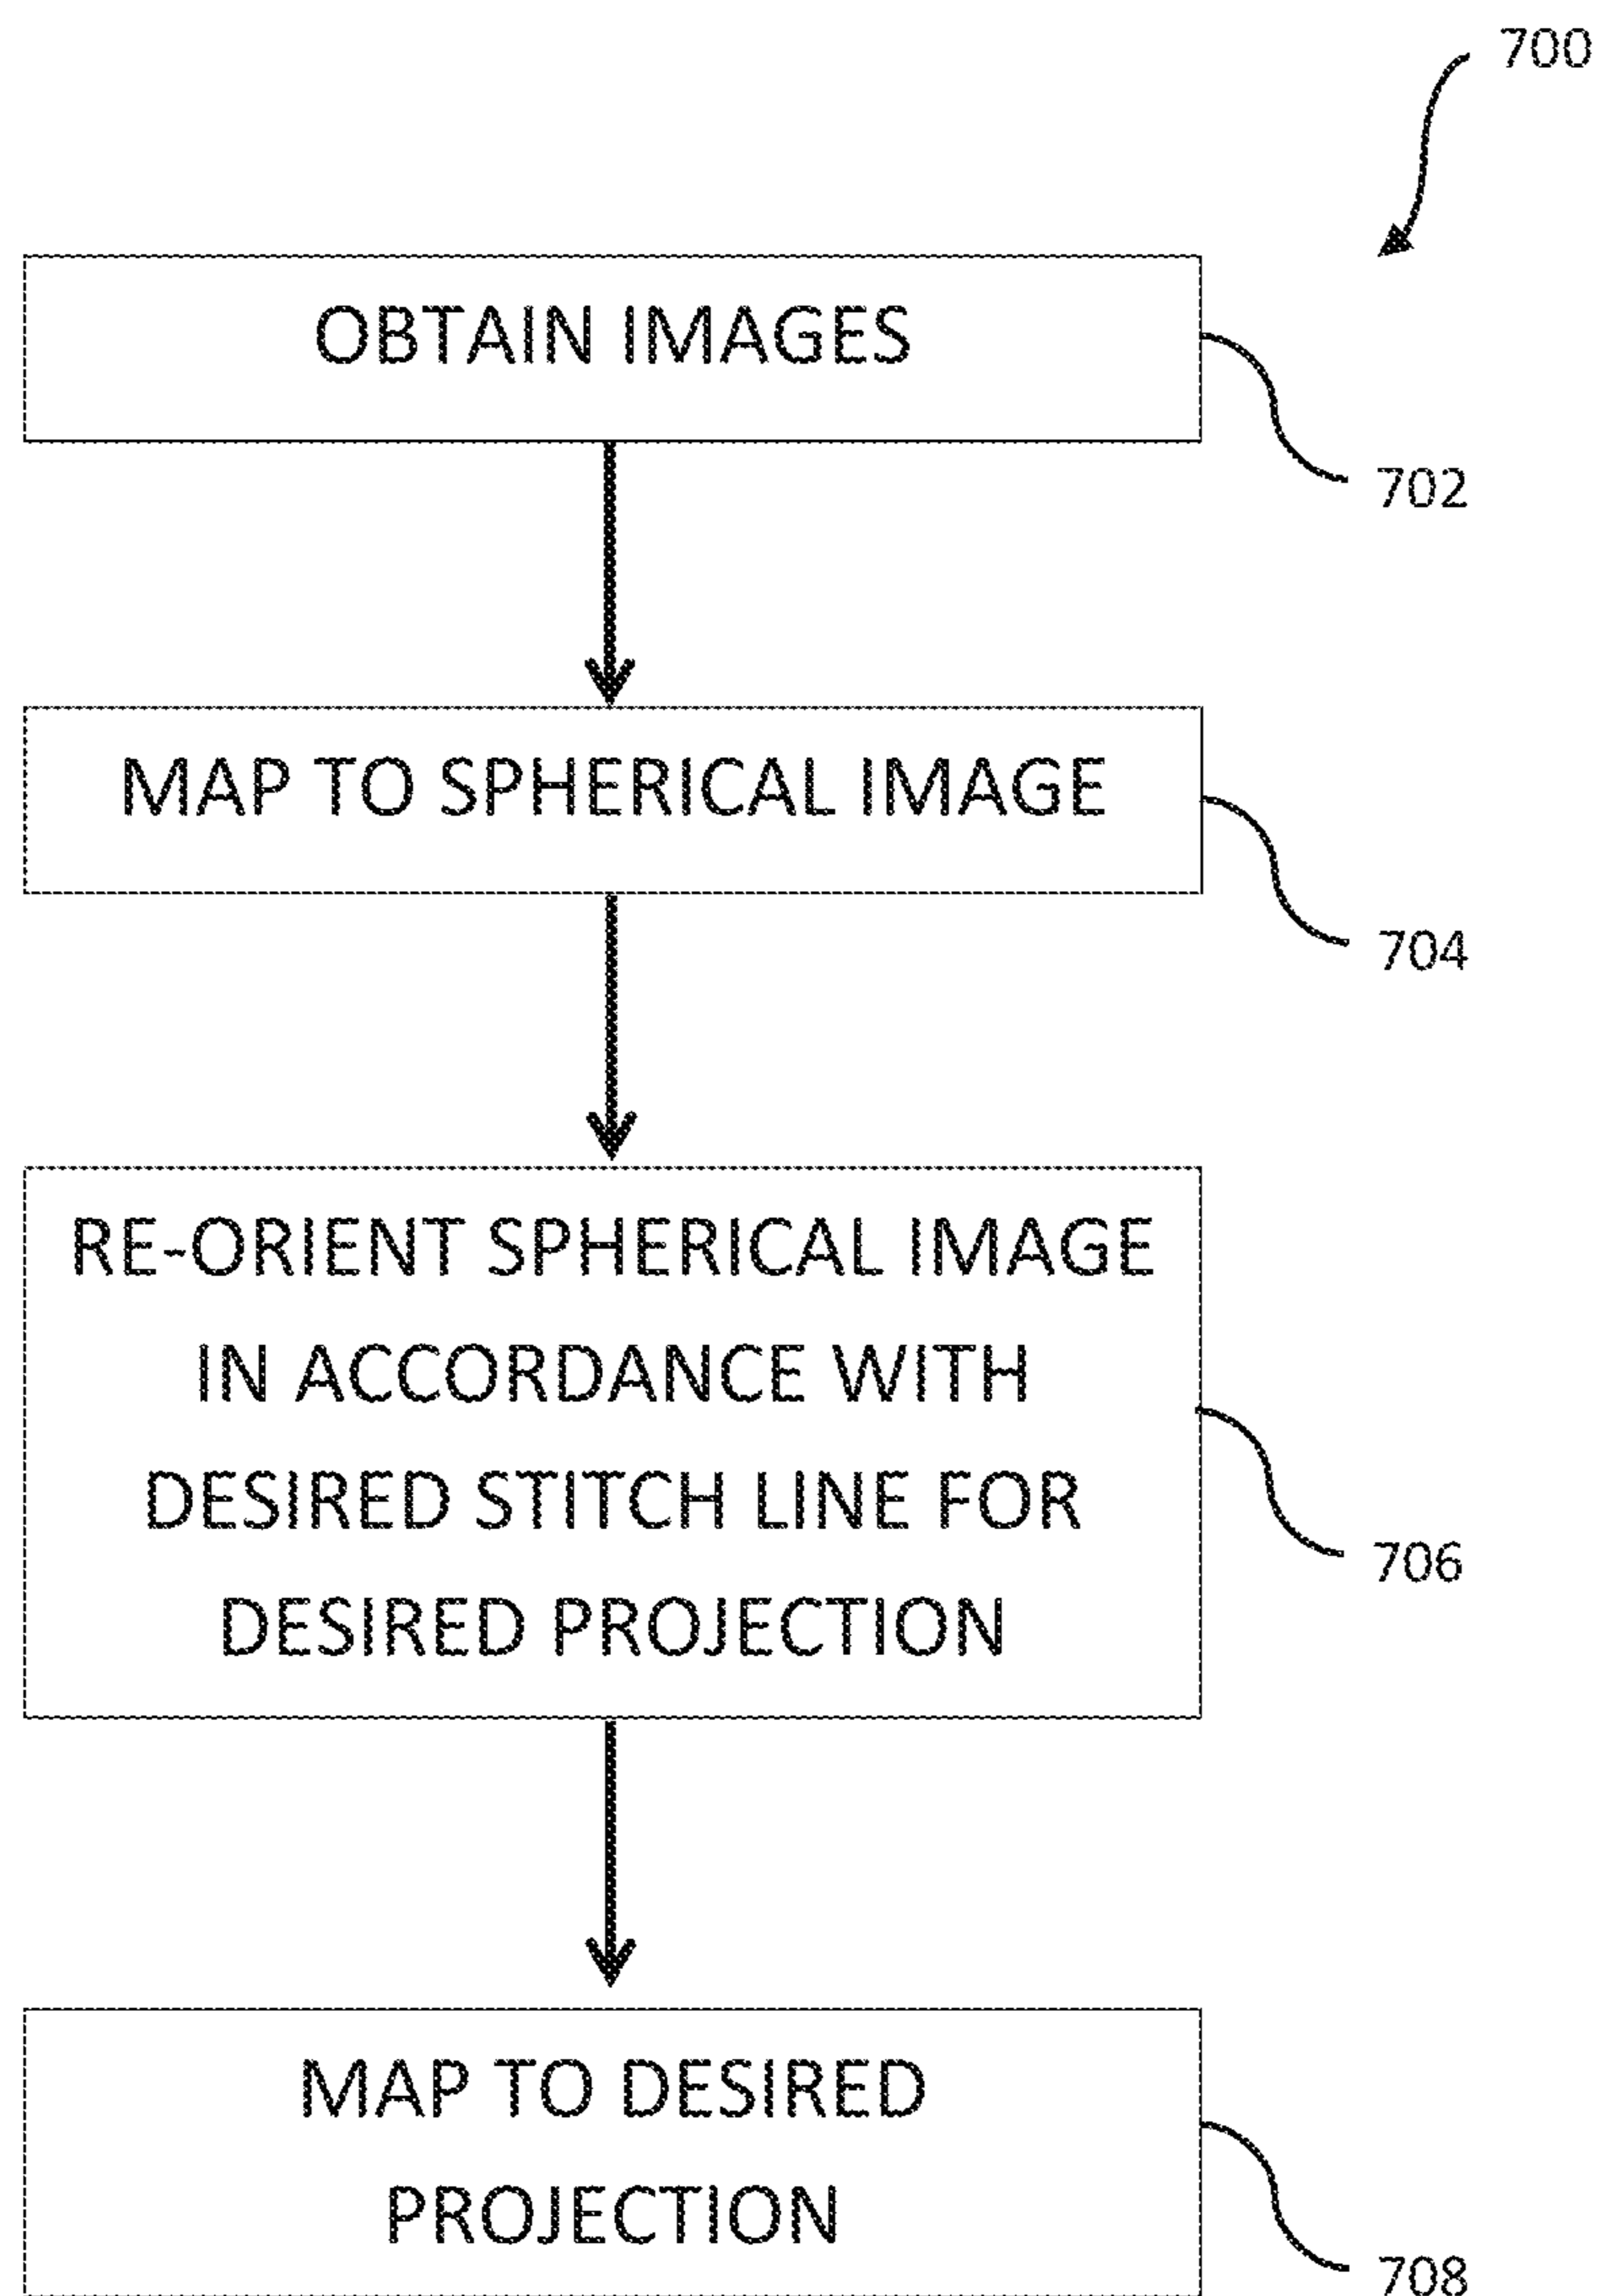 700
OBTAIN IMAGES
702
MAP TO SPHERICAL IMAGE
704
RE-ORIENT SPHERICAL IMAGE
IN ACCORDANCE WITH
DESIRED STITCH LINE FOR
DESIRED PROJECTION
706
MAP TO DESIRED
PROJECTION
708